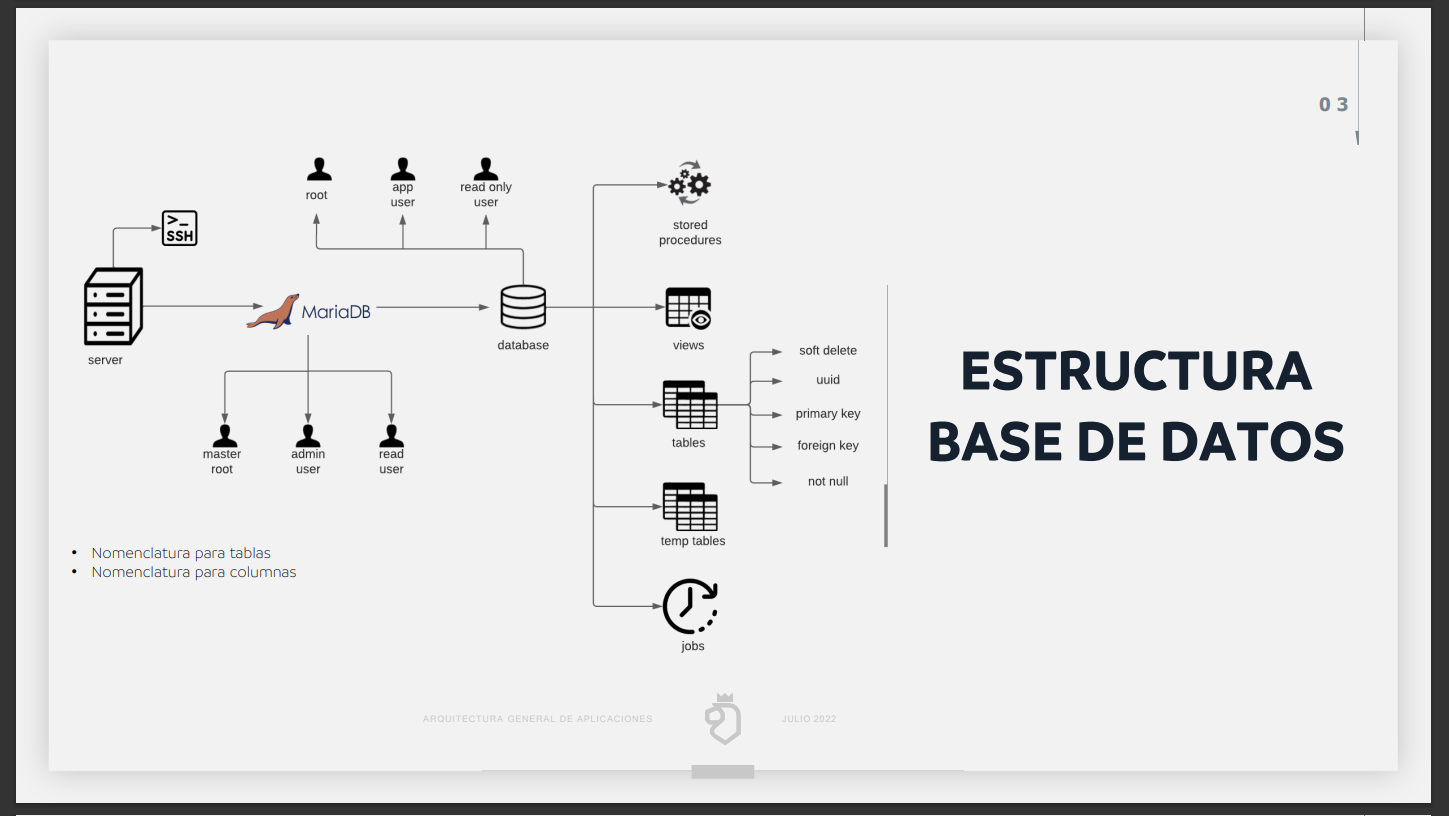 03
root
app
user
read only
user
>_
SSH
server
MariaDB
database
master
root
admin
user
read
user
stored
procedures
views
tables
soft delete
uuid
primary key
foreign key
not null
temp tables
jobs
ESTRUCTURA
BASE DE DATOS
• Nomenclatura para tablas
• Nomenclatura para columnas
ARQUITECTURA GENERAL DE APLICACIONES
JULIO 2022